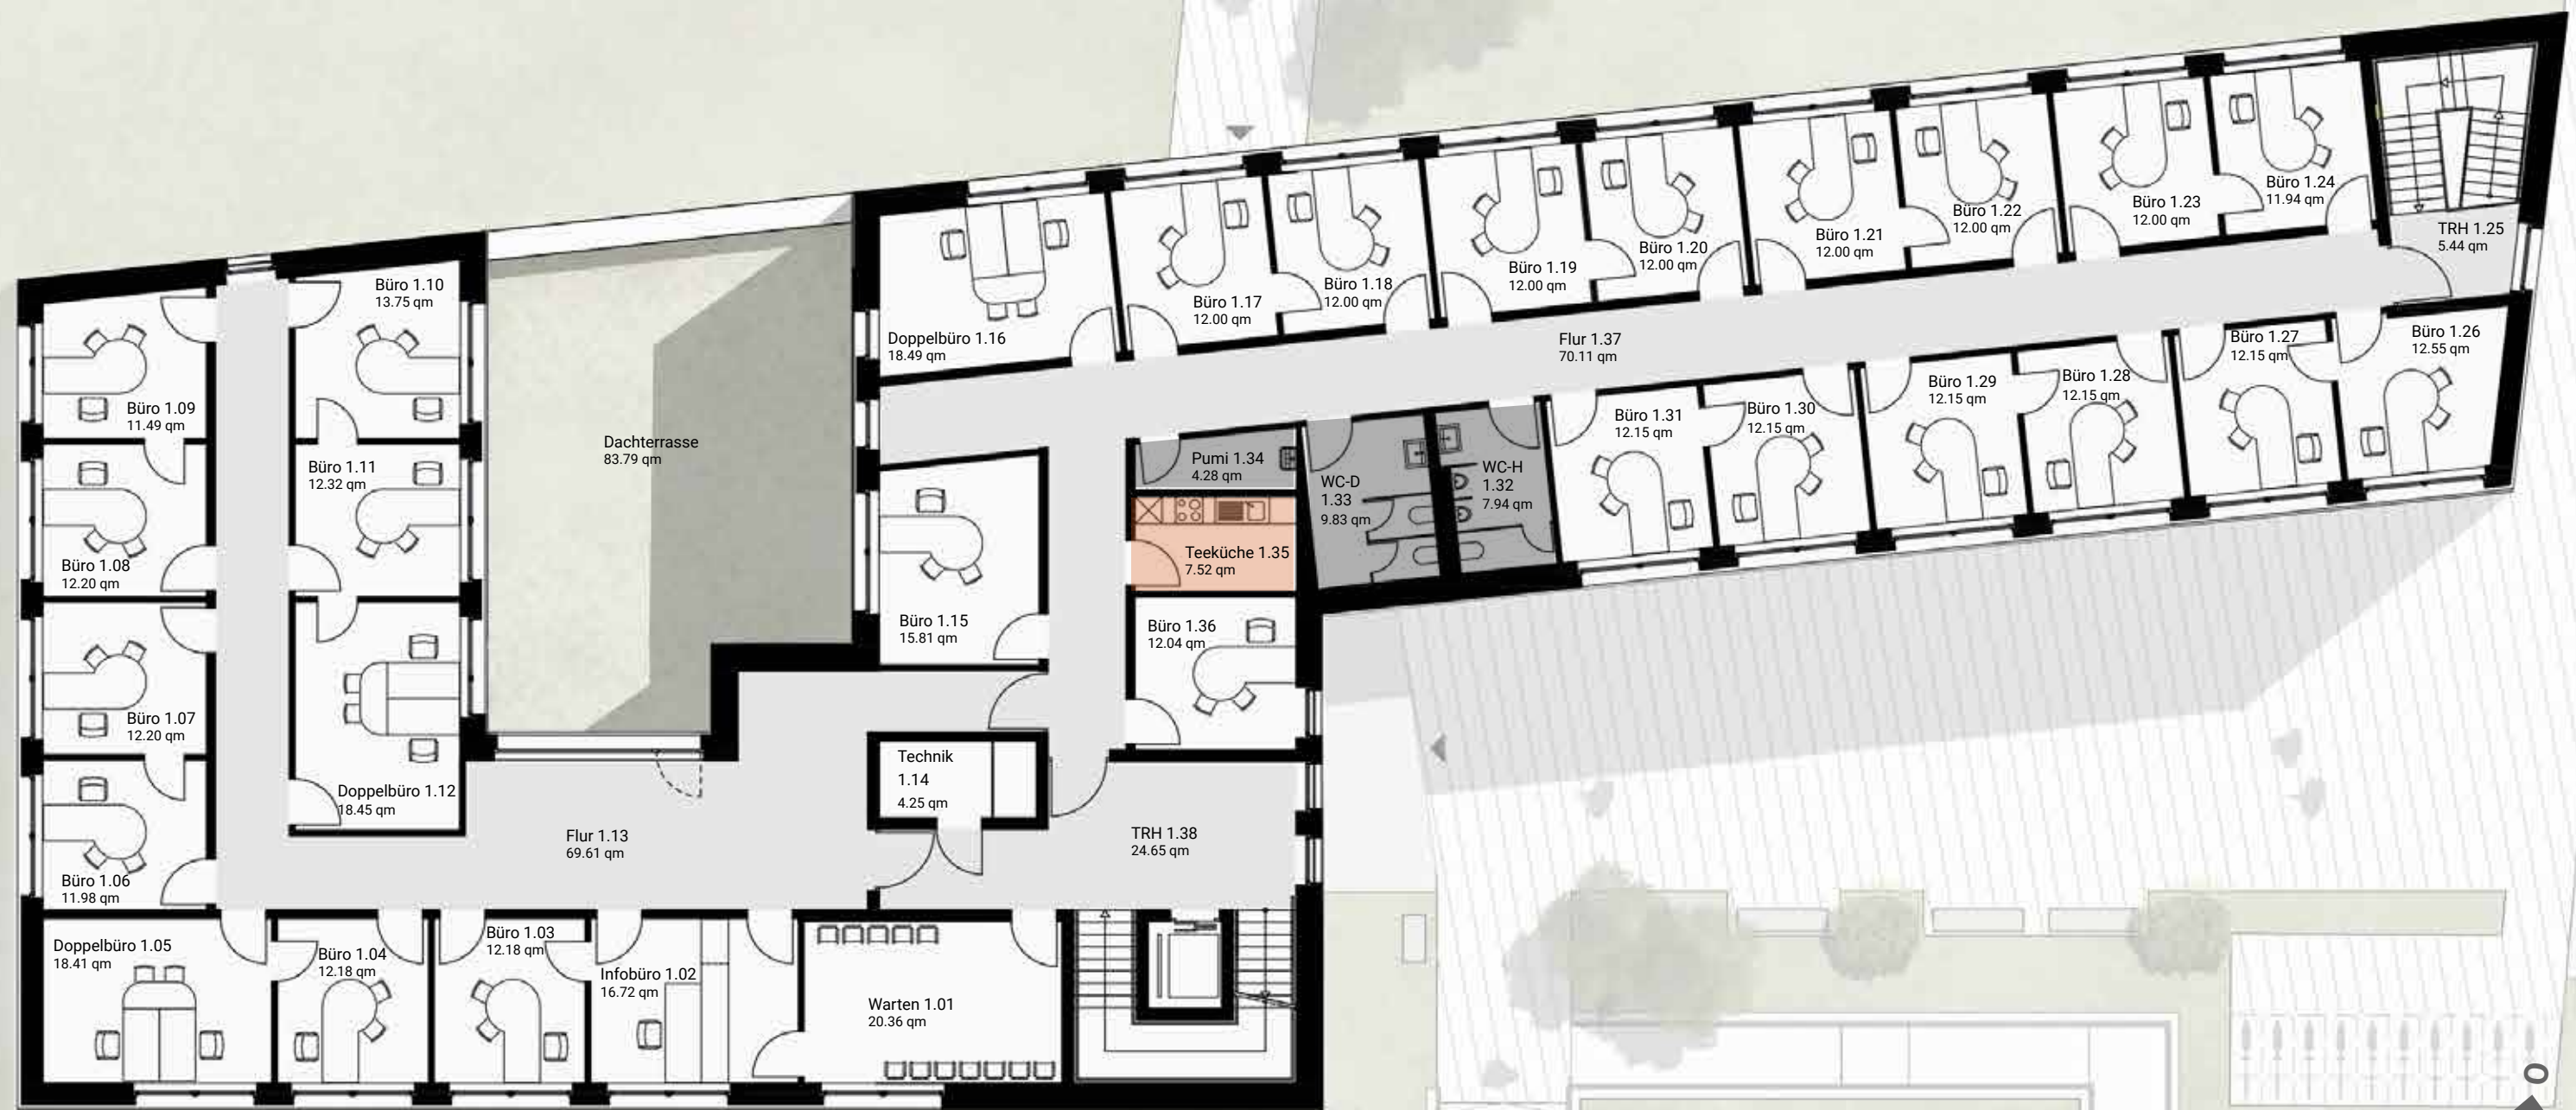 Büro 1.10
13.75 qm
Büro 1.09
11.49 qm
Büro 1.11
12.32 qm
Büro 1.08
12.20 qm
Büro 1.07
12.20 qm
Doppelbüro 1.12
18.45 qm
Büro 1.06
11.98 qm
Doppelbüro 1.05
18.41 qm
Büro 1.04
12.18 qm
Büro 1.03
12.18 qm
Infobüro 1.02
16.72 qm
Warten 1.01
20.36 qm
Flur 1.13
69.61 qm
Dachterrasse
83.79 qm
Technik
1.14
4.25 qm
TRH 1.38
24.65 qm
Büro 1.15
15.81 qm
Büro 1.36
12.04 qm
Teeküche 1.35
7.52 qm
Pumi 1.34
4.28 qm
WC-D
1.33
9.83 qm
WC-H
1.32
7.94 qm
Doppelbüro 1.16
18.49 qm
Büro 1.17
12.00 qm
Büro 1.18
12.00 qm
Büro 1.19
12.00 qm
Büro 1.20
12.00 qm
Büro 1.21
12.00 qm
Büro 1.22
12.00 qm
Büro 1.23
12.00 qm
Büro 1.24
11.94 qm
TRH 1.25
5.44 qm
Flur 1.37
70.11 qm
Büro 1.31
12.15 qm
Büro 1.30
12.15 qm
Büro 1.29
12.15 qm
Büro 1.28
12.15 qm
Büro 1.27
12.15 qm
Büro 1.26
12.55 qm
O